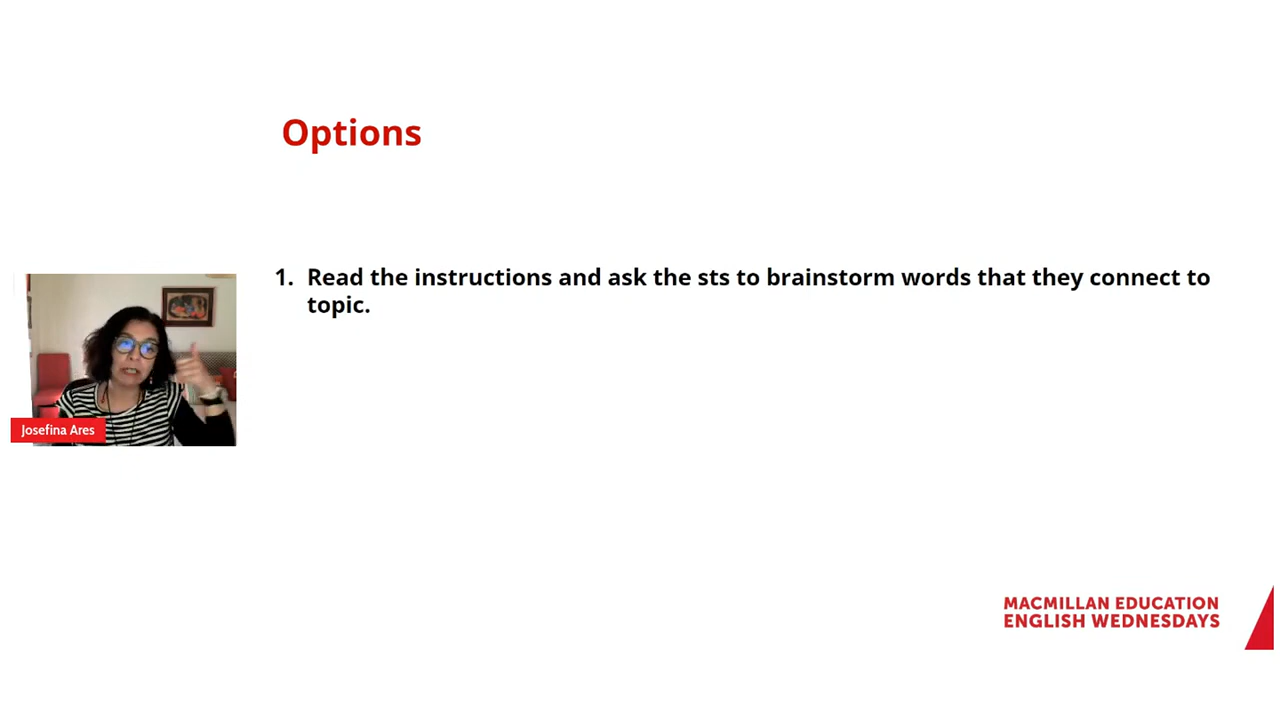 Options
1. Read the instructions and ask the sts to brainstorm words that they connect to
topic.
Josefina Ares
MACMILLAN EDUCATION
ENGLISH WEDNESDAYS